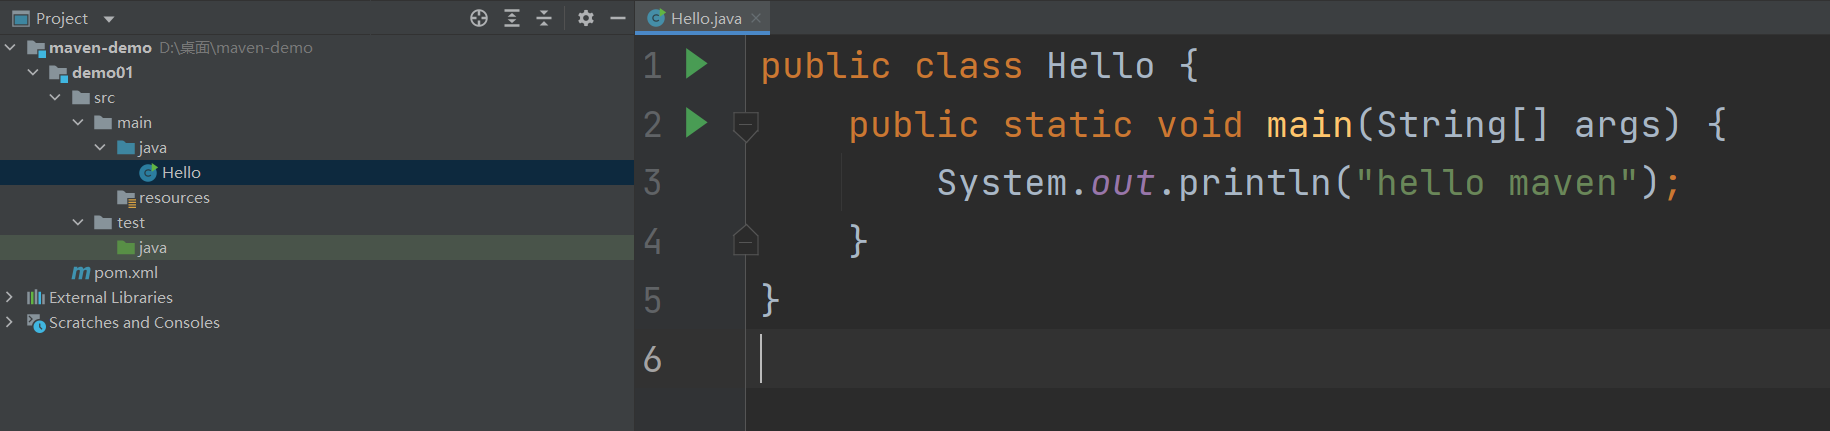 Project
maven-demo D:\桌面\maven-demo
demo01
src
main
java
Hello
resources
test
java
pom.xml
External Libraries
Scratches and Consoles
Hello.java
1 public class Hello {
2 public static void main(String[] args) {
3 System.out.println("hello maven");
4 }
5 }
6